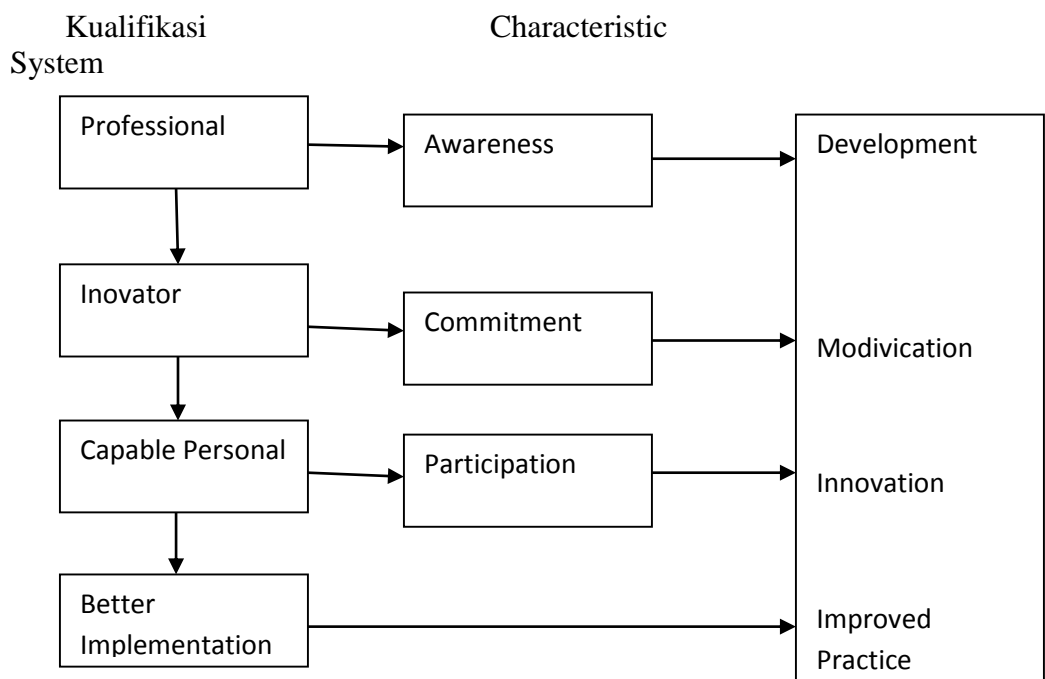 Kualifikasi Characteristic
System
Professional
Awareness
Development
Inovator
Commitment
Modivication
Capable Personal
Participation
Innovation
Better
Implementation
Improved
Practice